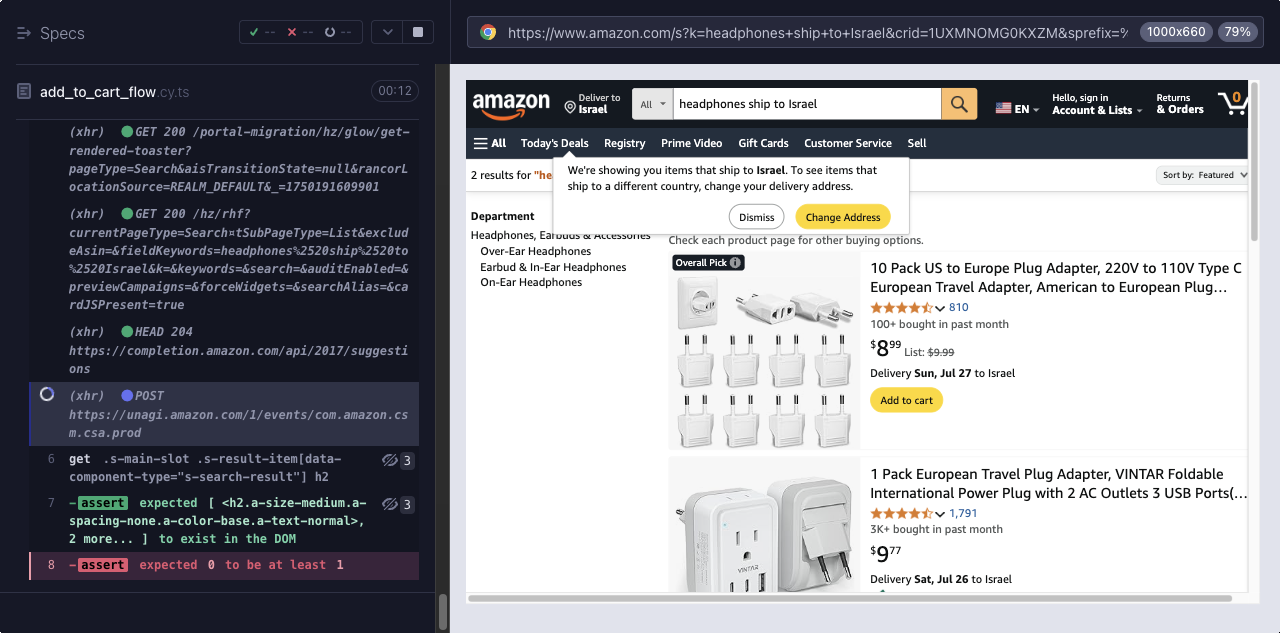 Specs
-- -- --
add_to_cart_flow.cy.ts
00:12
(xhr) GET 200 /portal-migration/hz/glow/get-
rendered-toaster?
pageType=Search&aisTransitionState=null&rancorL
ocationSource=REALM_DEFAULT&_=1750191609901
(xhr) GET 200 /hz/rhf?
currentPageType=Search¤tSubPageType=List&exclud
eAsin=&fieldKeywords=headphones%2520ship%2520to
%2520Israel&k=&keywords=&search=&auditEnabled=&
previewCampaigns=&forceWidgets=&searchAlias=&ca
rdJSPresent=true
(xhr) HEAD 204
https://completion.amazon.com/api/2017/suggesti
ons
(xhr) POST
https://unagi.amazon.com/1/events/com.amazon.cs
m.csa.prod
6 get .s-main-slot .s-result-item[data-
component-type="s-search-result"] h2
3
7 -assert expected [ <h2.a-size-medium.a-
spacing-none.a-color-base.a-text-normal>,
2 more... ] to exist in the DOM
3
8 -assert expected 0 to be at least 1
https://www.amazon.com/s?k=headphones+ship+to+Israel&crid=1UXMNOMG0KXZM&sprefix=%
1000x660
79%
amazon
Deliver to
Israel
All
headphones ship to Israel
EN
Hello, sign in
Account & Lists
Returns
& Orders
0
All Today's Deals Registry Prime Video Gift Cards Customer Service Sell
2 results for "he
Sort by: Featured
We're showing you items that ship to Israel. To see items that
ship to a different country, change your delivery address.
Dismiss
Change Address
Department
Headphones, Earbuds & Accessories
Over-Ear Headphones
Earbud & In-Ear Headphones
On-Ear Headphones
Check each product page for other buying options.
Overall Pick
10 Pack US to Europe Plug Adapter, 220V to 110V Type C
European Travel Adapter, American to European Plug…
810
100+ bought in past month
$8 99 List: $9.99
Delivery Sun, Jul 27 to Israel
Add to cart
1 Pack European Travel Plug Adapter, VINTAR Foldable
International Power Plug with 2 AC Outlets 3 USB Ports(…
1,791
3K+ bought in past month
$9 77
Delivery Sat, Jul 26 to Israel
VINTAR